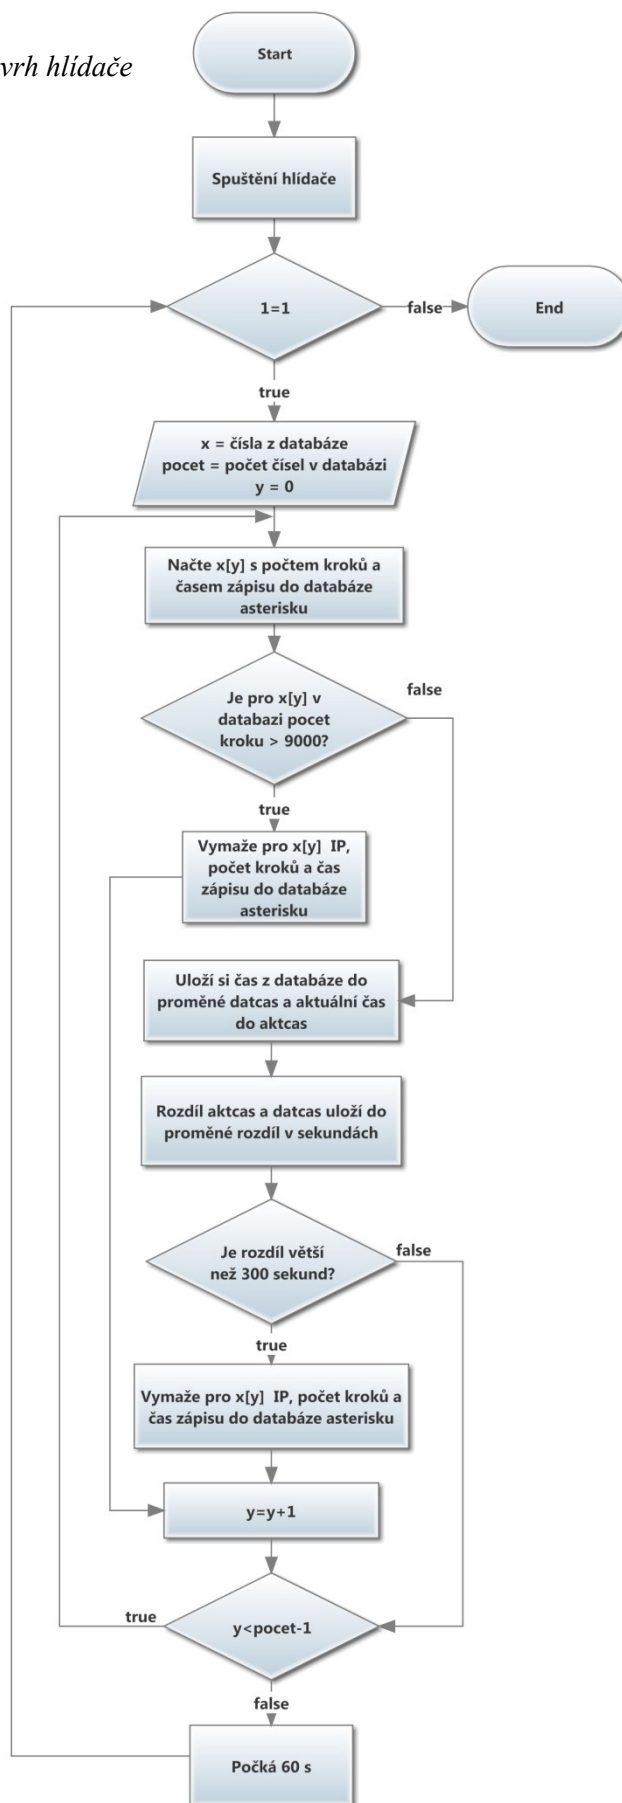 vrh hlídače
Start
Spuštění hlídače
1=1
false
End
true
x = čísla z databáze
pocet = počet čísel v databázi
y = 0
Načte x[y] s počtem kroků a
časem zápisu do databáze
asterisku
Je pro x[y] v
databazi pocet
kroku > 9000?
false
true
Vymaže pro x[y] IP,
počet kroků a čas
zápisu do databáze
asterisku
Uloží si čas z databáze do
proměné datcas a aktuální čas
do aktcas
Rozdíl aktcas a datcas uloží do
proměné rozdíl v sekundách
Je rozdíl větší
než 300 sekund?
false
true
Vymaže pro x[y] IP, počet kroků a
čas zápisu do databáze asterisku
y=y+1
true
y<pocet-1
false
Počká 60 s